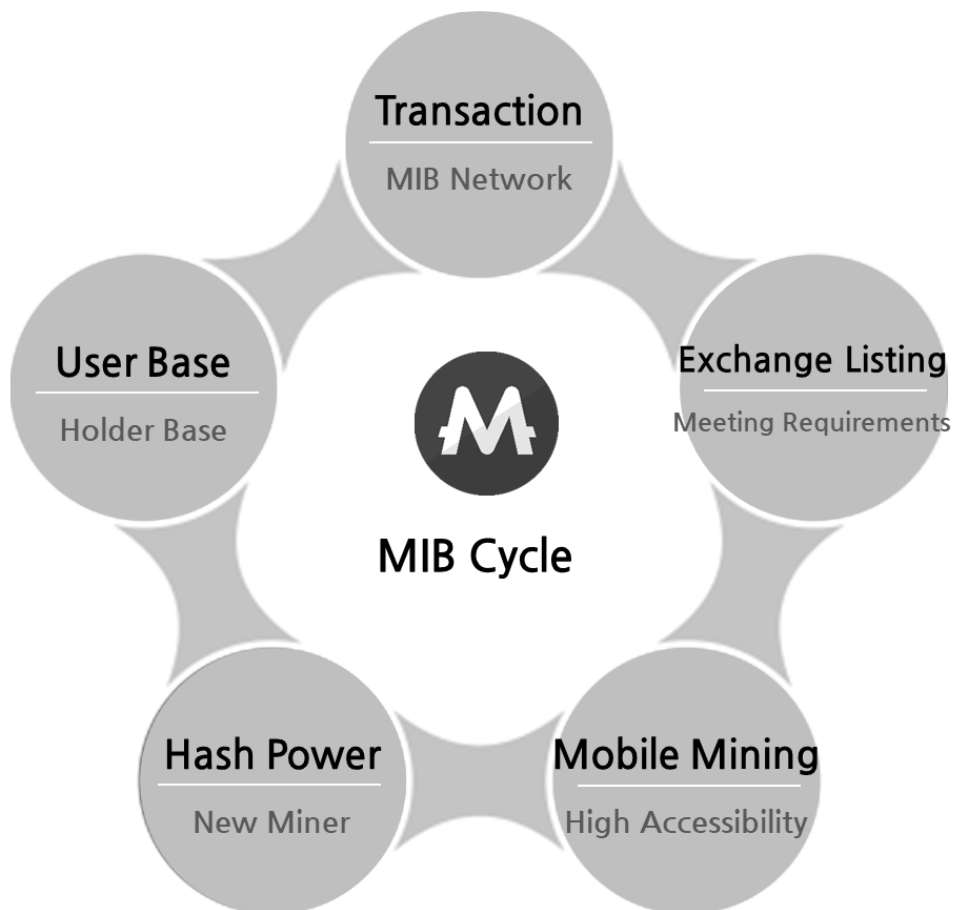 Transaction
MIB Network
User Base
Holder Base
Exchange Listing
Meeting Requirements
M
MIB Cycle
Hash Power
New Miner
Mobile Mining
High Accessibility